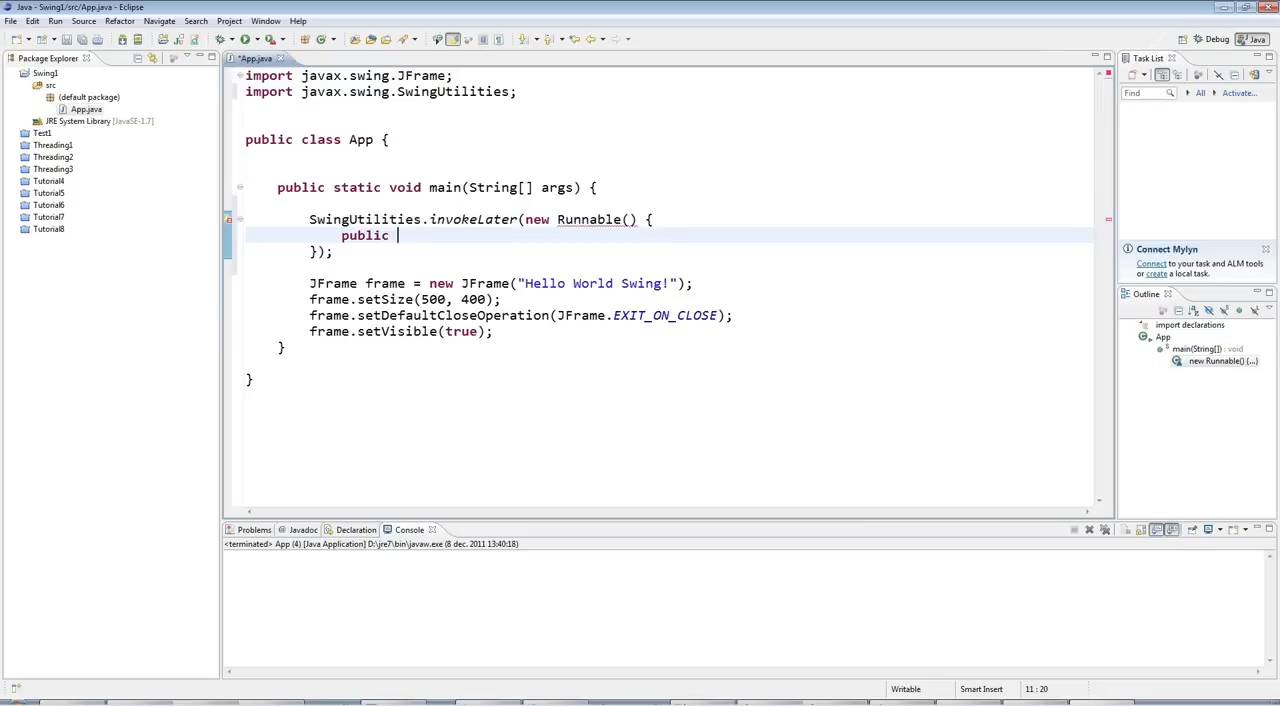 Java - Swing1/src/App.java - Eclipse
File Edit Run Source Refactor Navigate Search Project Window Help
Debug Java
Package Explorer
Swing1
src
(default package)
App.java
JRE System Library [JavaSE-1.7]
Test1
Threading1
Threading2
Threading3
Tutorial4
Tutorial5
Tutorial6
Tutorial7
Tutorial8
*App.java
import javax.swing.JFrame;
import javax.swing.SwingUtilities;
public class App {
public static void main(String[] args) {
SwingUtilities.invokeLater(new Runnable() {
public
});
JFrame frame = new JFrame("Hello World Swing!");
frame.setSize(500, 400);
frame.setDefaultCloseOperation(JFrame.EXIT_ON_CLOSE);
frame.setVisible(true);
}
}
Task List
Find All Activate...
Connect Mylyn
Connect to your task and ALM tools
or create a local task.
Outline
import declarations
App
main(String[]) : void
new Runnable() {...}
Problems @ Javadoc Declaration Console
<terminated> App (4) [Java Application] D:\jre7\bin\javaw.exe (8 dec. 2011 13:40:18)
Writable Smart Insert 11 : 20